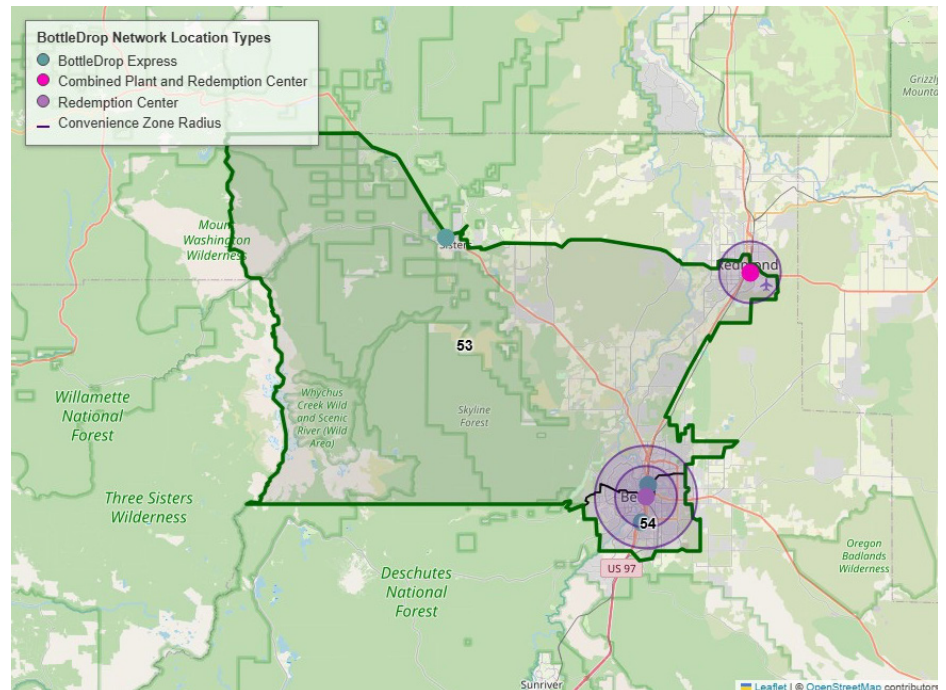 BottleDrop Network Location Types
BottleDrop Express
Combined Plant and Redemption Center
Redemption Center
Convenience Zone Radius
Grizzly
Mount
Washington
Wilderness
Sisters
Redmond
53
Willamette
National
Forest
Whychus
Creek Wild
and Scenic
River (Wild
Area)
Skyline
Forest
Three Sisters
Wilderness
Be
54
US 97
Oregon
Badlands
Wilderness
Deschutes
National
Forest
Sunriver
Leaflet | © OpenStreetMap contributors